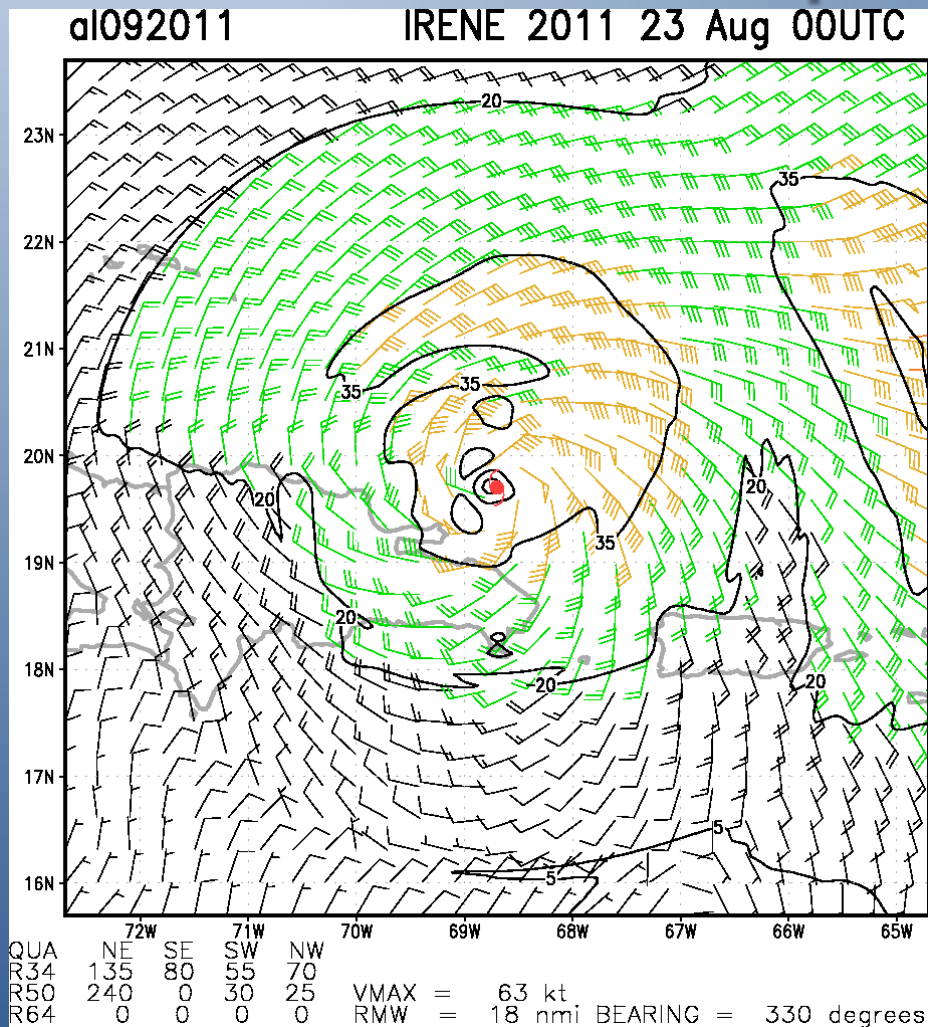 al092011 IRENE 2011 23 Aug 00UTC
20
23N
35
22N
21N
35
35
20N
20
20
35
19N
20
18N
20
20
17N
5
5
16N
72W 71W 70W 69W 68W 67W 66W 65W
QUA NE SE SW NW
R34 135 80 55 70
R50 240 0 30 25 VMAX = 63 kt
R64 0 0 0 0 RMW = 18 nmi BEARING = 330 degrees